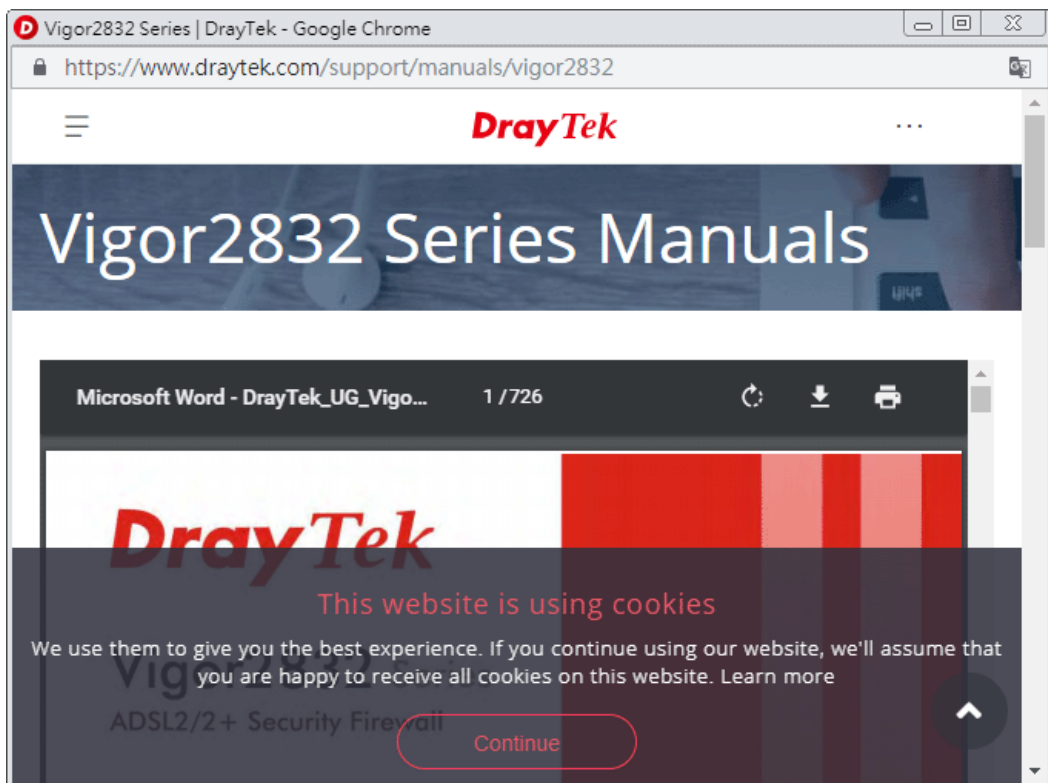 Vigor2832 Series | DrayTek - Google Chrome
https://www.draytek.com/support/manuals/vigor2832
DrayTek
Vigor2832 Series Manuals
shift
Microsoft Word - DrayTek_UG_Vigo... 1 / 726
DrayTek
This website is using cookies
We use them to give you the best experience. If you continue using our website, we'll assume that
you are happy to receive all cookies on this website. Learn more
Vigor2832 Series
ADSL2/2+ Security Firewall
Continue